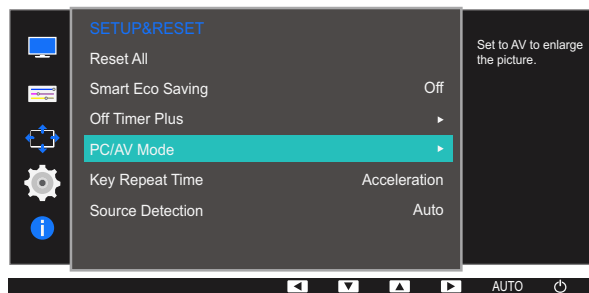 SETUP&RESET
Reset All
Smart Eco Saving Off
Off Timer Plus
PC/AV Mode
Key Repeat Time Acceleration
Source Detection Auto
Set to AV to enlarge
the picture.
AUTO